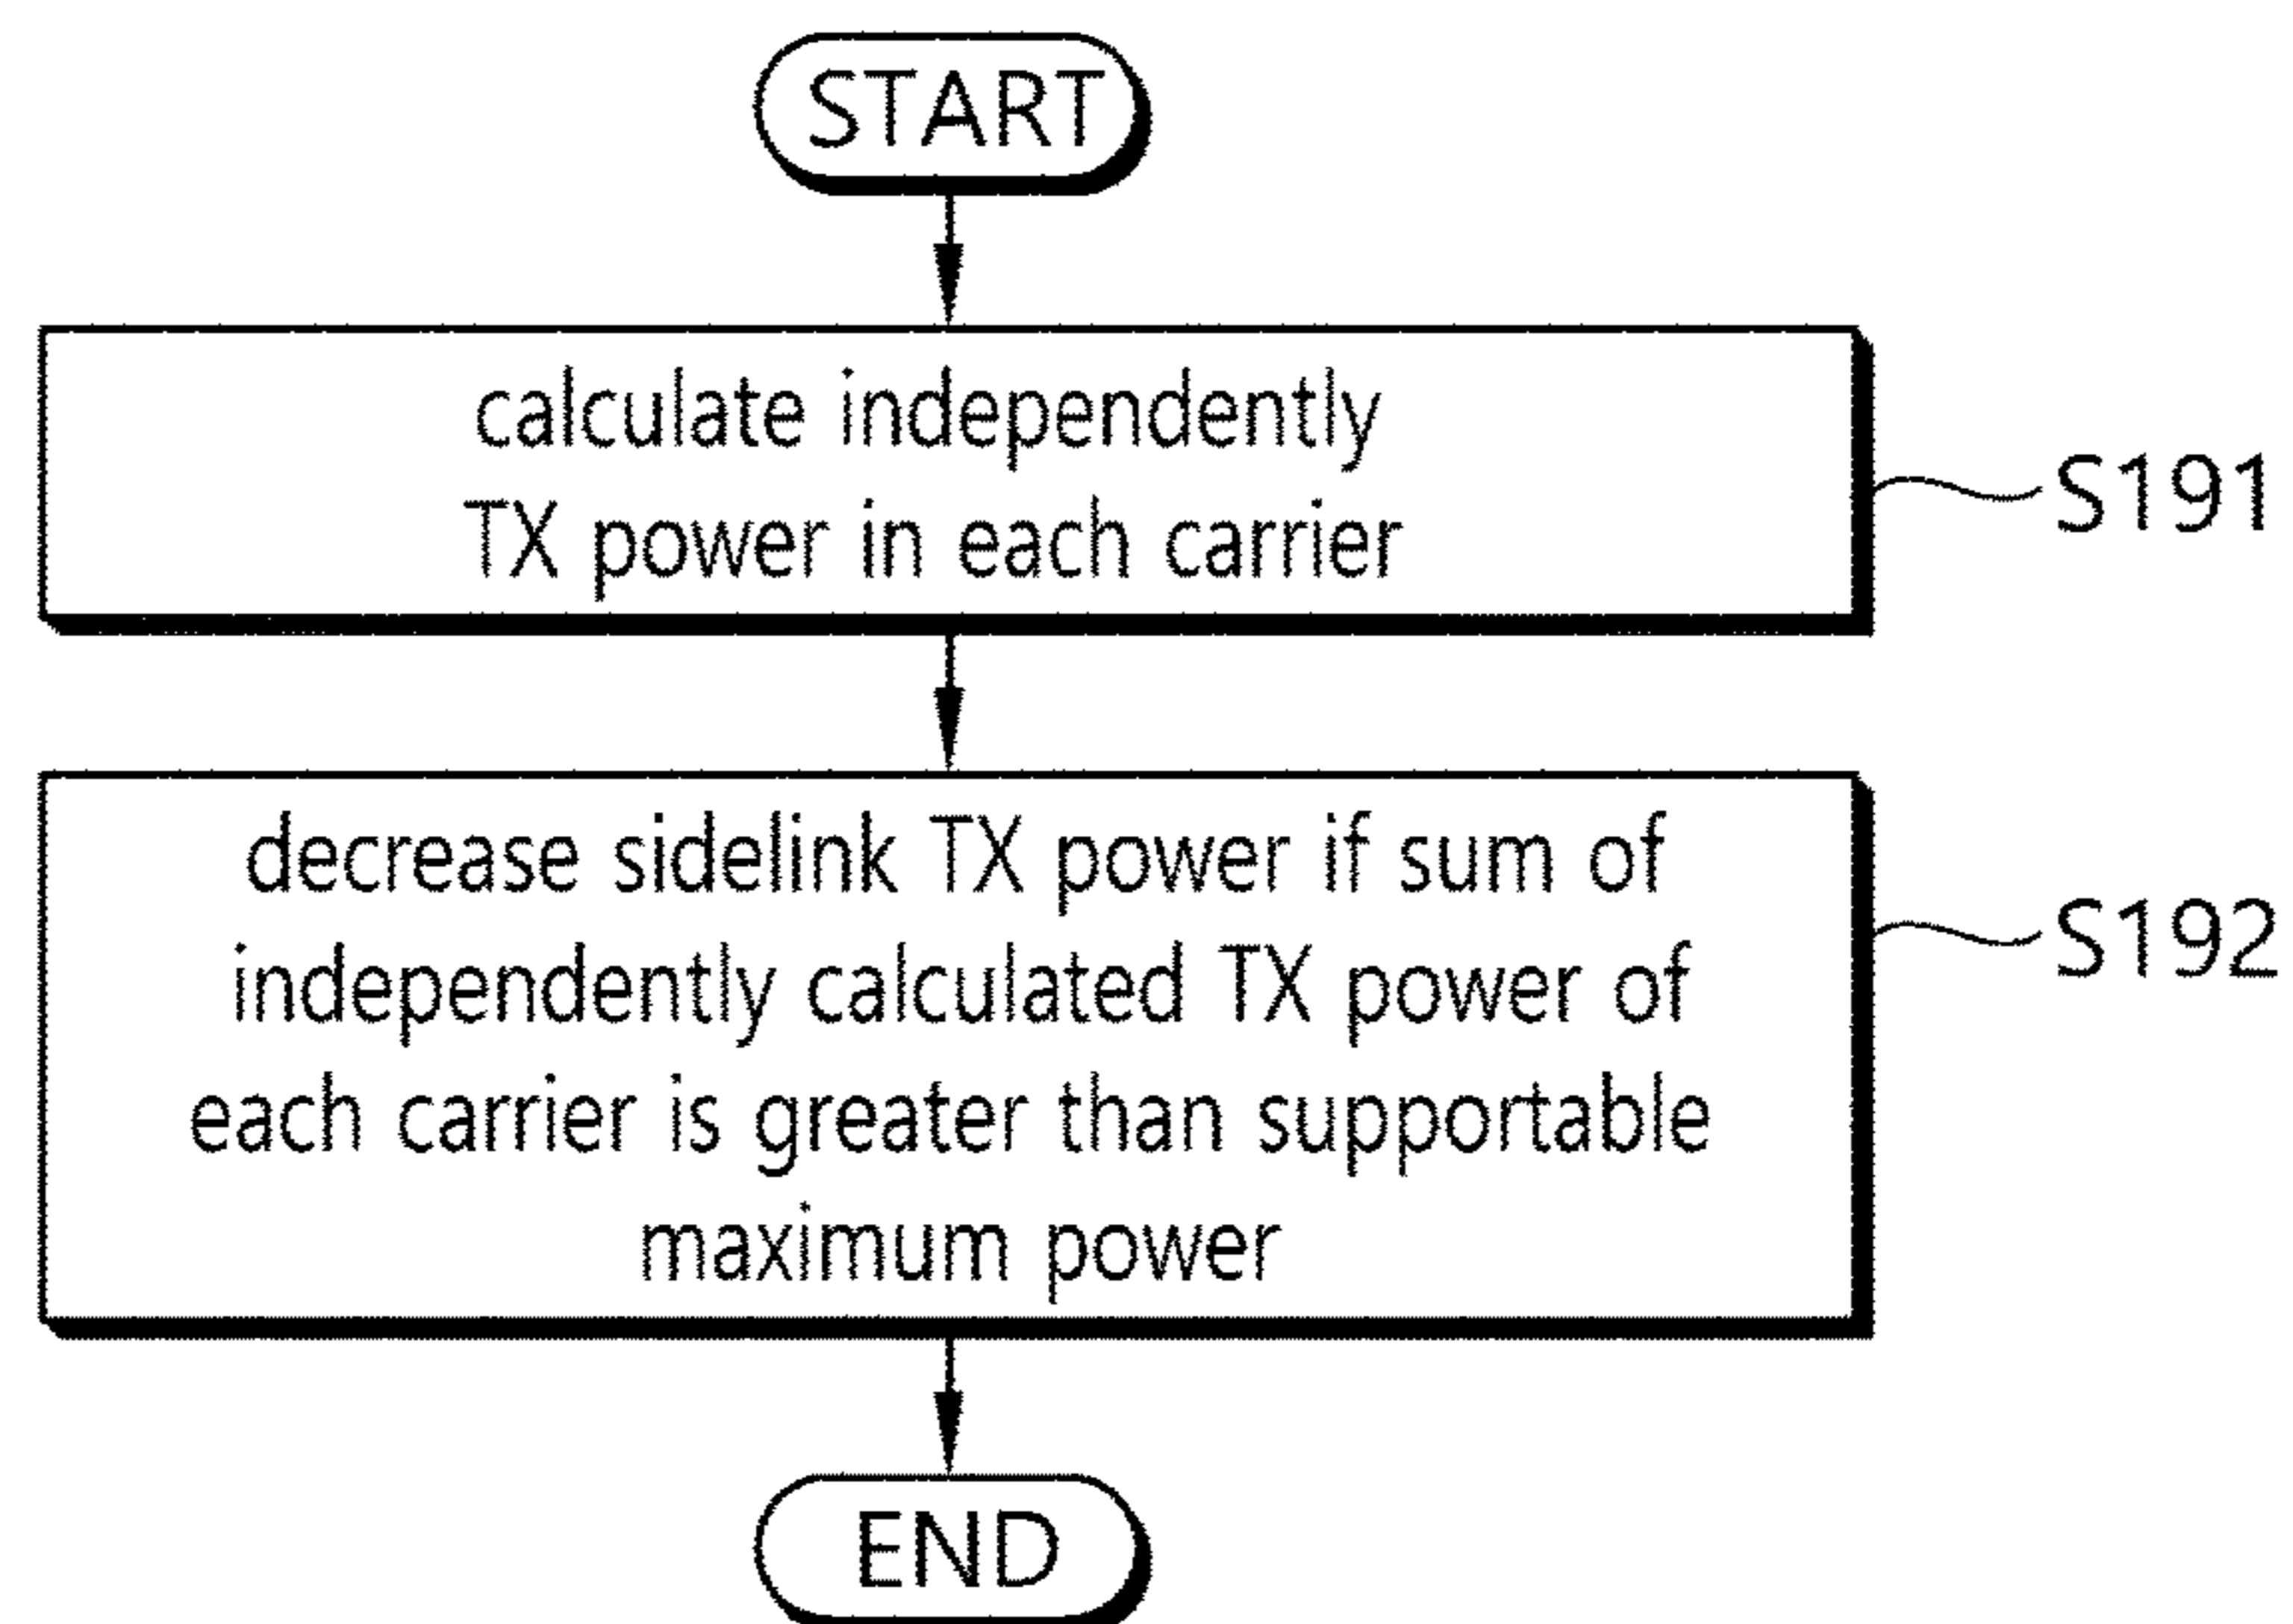 START
calculate independently
TX power in each carrier
S191
decrease sidelink TX power if sum of
independently calculated TX power of
each carrier is greater than supportable
maximum power
S192
END